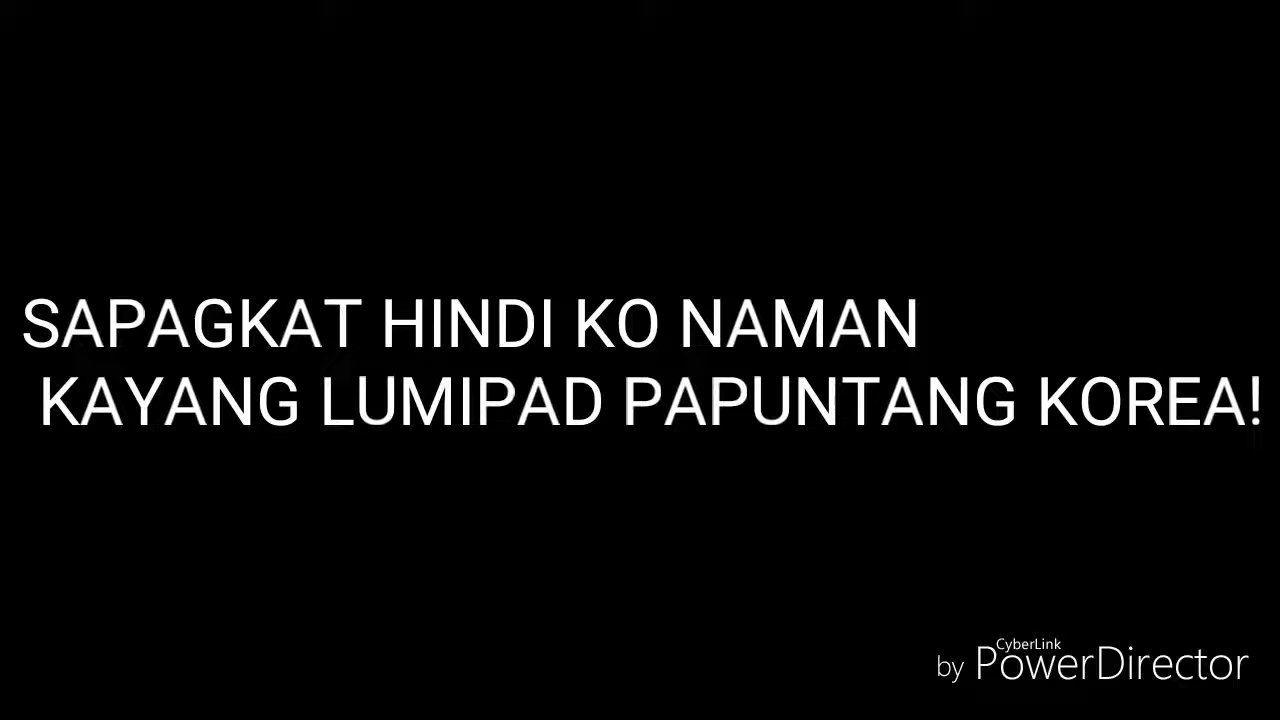 SAPAGKAT HINDI KO NAMAN
KAYANG LUMIPAD PAPUNTANG KOREA!
CyberLink
by PowerDirector